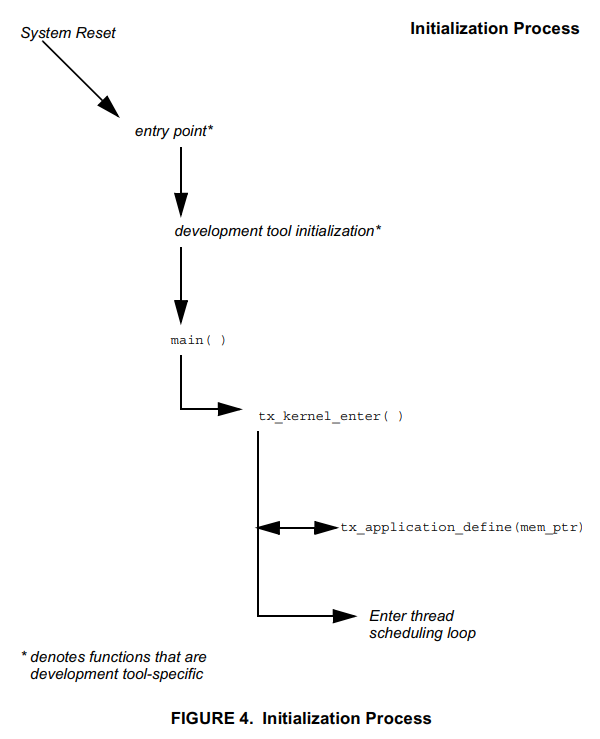 System Reset
Initialization Process
entry point*
development tool initialization*
main( )
tx_kernel_enter( )
tx_application_define(mem_ptr)
Enter thread
scheduling loop
* denotes functions that are
development tool-specific
FIGURE 4. Initialization Process